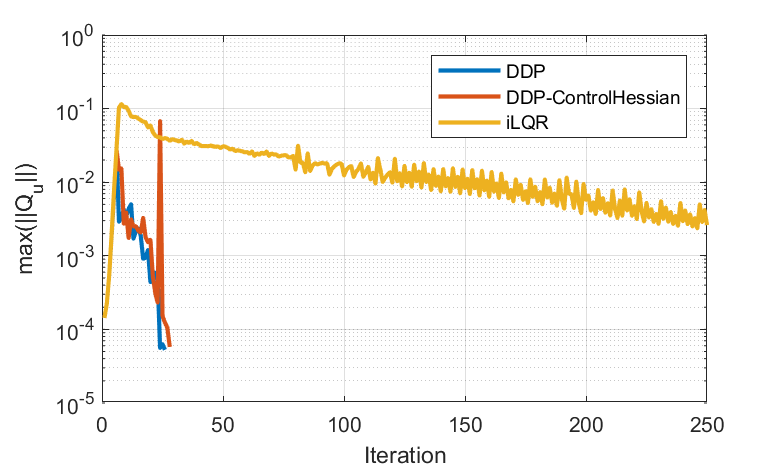 max(||Q_u||)
10^0
10^-1
10^-2
10^-3
10^-4
10^-5
DDP
DDP-ControlHessian
iLQR
0 50 100 150 200 250
Iteration